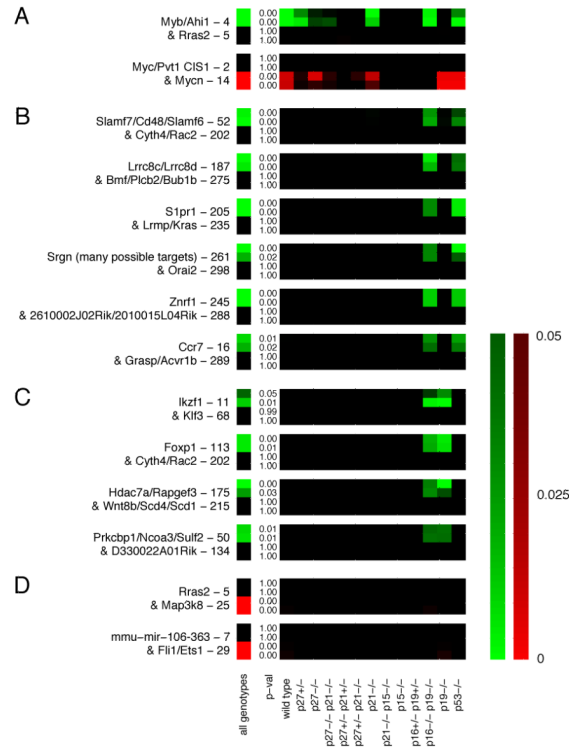 A
Myb/Ahi1 – 4
& Rras2 – 5
0.00
0.00
1.00
1.00
Myc/Pvt1 CIS1 – 2
& Mycn – 14
1.00
1.00
0.00
0.00
B
Slamf7/Cd48/Slamf6 – 52
& Cyth4/Rac2 – 202
0.00
0.00
1.00
1.00
Lrrc8c/Lrrc8d – 187
& Bmf/Plcb2/Bub1b – 275
0.00
0.00
1.00
1.00
S1pr1 – 205
& Lrmp/Kras – 235
0.00
0.00
1.00
1.00
Srgn (many possible targets) – 261
& Orai2 – 298
0.00
0.02
1.00
1.00
Znrf1 – 245
& 2610002J02Rik/2010015L04Rik – 288
0.00
0.00
1.00
1.00
Ccr7 – 16
& Grasp/Acvr1b – 289
0.01
0.02
1.00
1.00
C
Ikzf1 – 11
& Klf3 – 68
0.05
0.01
0.99
1.00
Foxp1 – 113
& Cyth4/Rac2 – 202
0.00
0.01
1.00
1.00
Hdac7a/Rapgef3 – 175
& Wnt8b/Scd4/Scd1 – 215
0.00
0.03
1.00
1.00
Prkcbp1/Ncoa3/Sulf2 – 50
& D330022A01Rik – 134
0.01
0.01
1.00
1.00
D
Rras2 – 5
& Map3k8 – 25
1.00
1.00
0.00
0.00
mmu–mir–106-363 – 7
& Fli1/Ets1 – 29
1.00
1.00
0.00
0.00
0.05
0.025
0
all genotypes
p-val
wild type
p27+/–
p27–/–
p27–/– p21–/–
p27+/– p21+/–
p27+/– p21–/–
p21–/–
p21–/– p15–/–
p15–/–
p16+/– p19+/–
p16–/– p19–/–
p19–/–
p53–/–